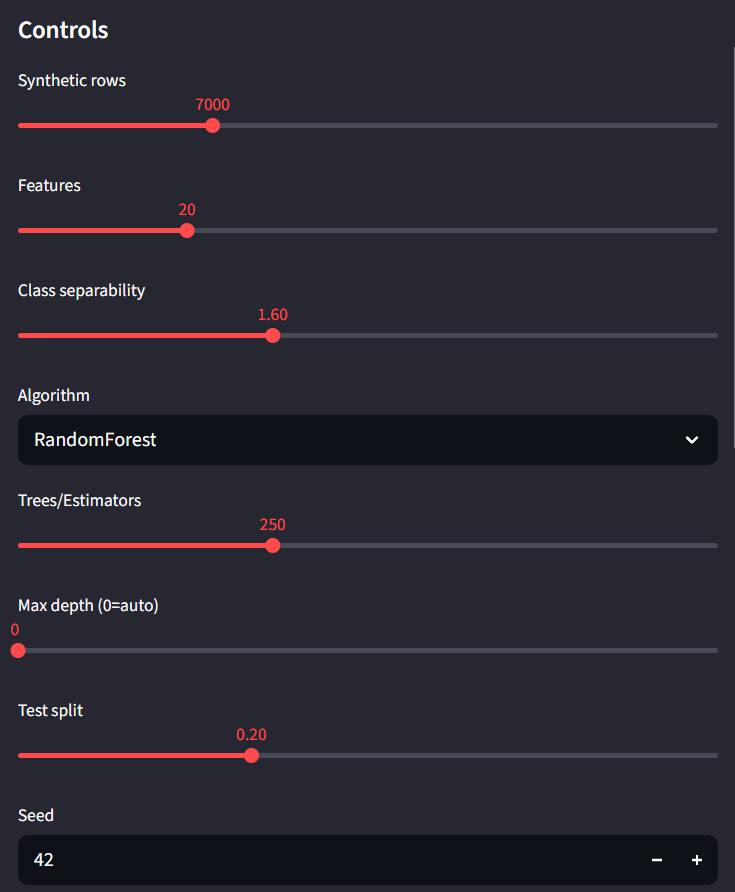 Controls
Synthetic rows
7000
Features
20
Class separability
1.60
Algorithm
RandomForest
Trees/Estimators
250
Max depth (0=auto)
0
Test split
0.20
Seed
42